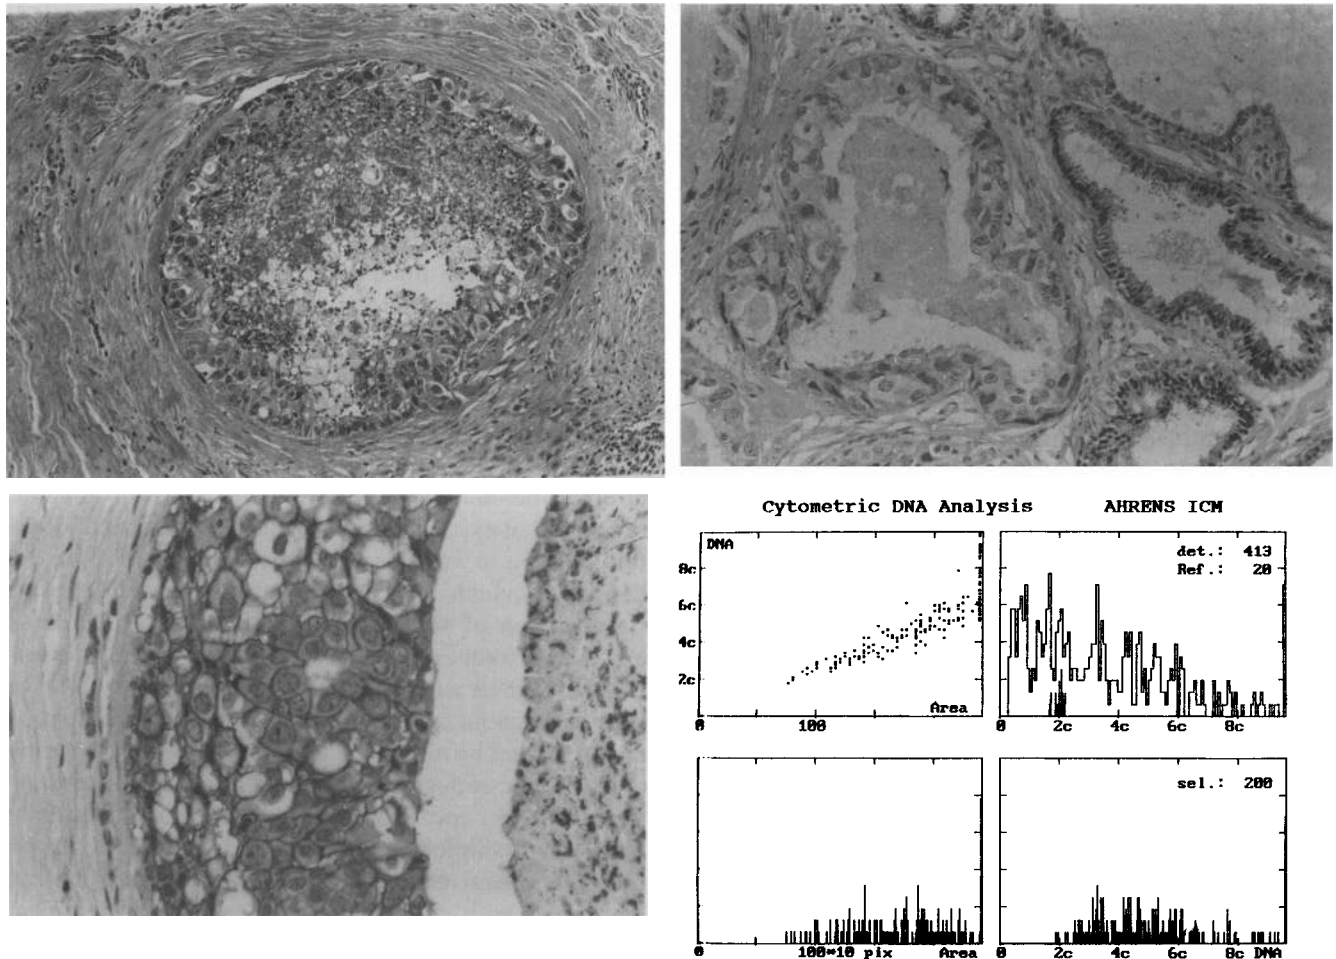 Cytometric DNA Analysis AHRENS ICM
DNA
8c
6c
4c
2c
0 100
Area
det.: 413
Ref.: 20
0 2c 4c 6c 8c
0 100*10 pix Area
sel.: 200
0 2c 4c 6c 8c DNA